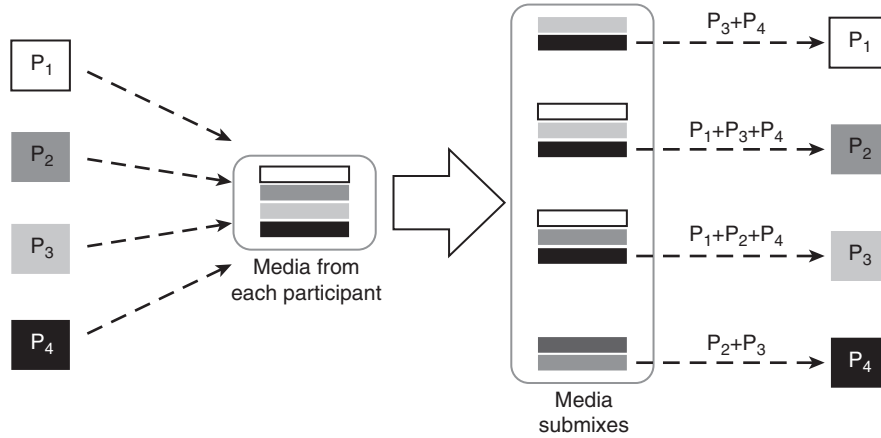 P1
P2
P3
P4
Media from
each participant
P3+P4
P1+P3+P4
P1+P2+P4
P2+P3
Media
submixes
P1
P2
P3
P4